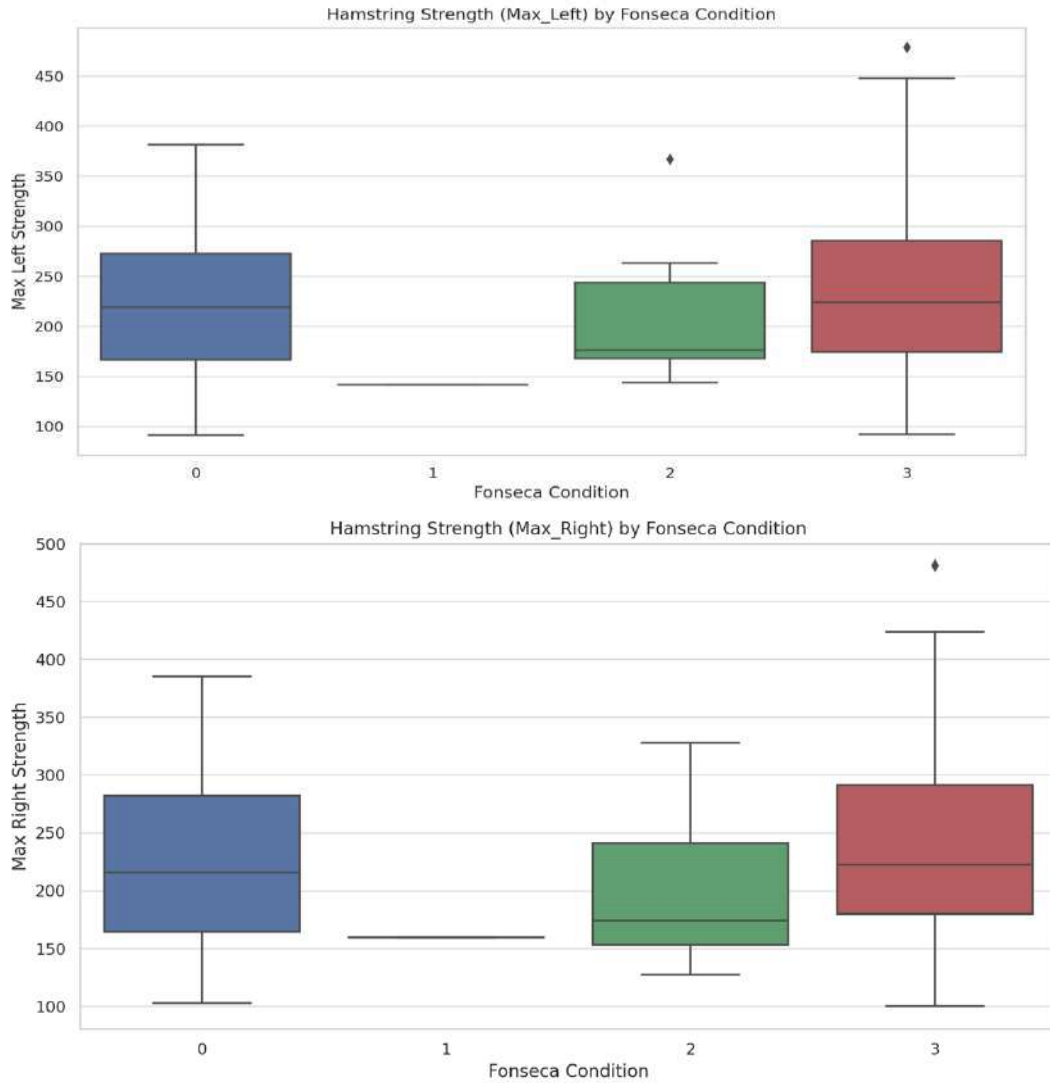 Hamstring Strength (Max_Left) by Fonseca Condition
Max Left Strength
450
400
350
300
250
200
150
100
0 1 2 3
Fonseca Condition
Hamstring Strength (Max_Right) by Fonseca Condition
Max Right Strength
500
450
400
350
300
250
200
150
100
0 1 2 3
Fonseca Condition